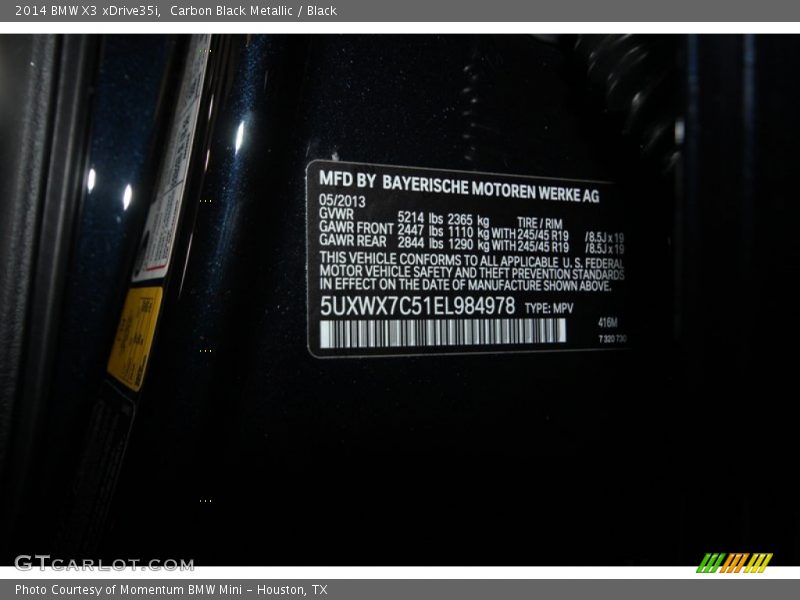 2014 BMW X3 xDrive35i, Carbon Black Metallic / Black
MFD BY BAYERISCHE MOTOREN WERKE AG
05/2013
GVWR 5214 lbs 2365 kg TIRE / RIM
GAWR FRONT 2447 lbs 1110 kg WITH 245/45 R19 /8.5J x 19
GAWR REAR 2844 lbs 1290 kg WITH 245/45 R19 /8.5J x 19
THIS VEHICLE CONFORMS TO ALL APPLICABLE U. S. FEDERAL
MOTOR VEHICLE SAFETY AND THEFT PREVENTION STANDARDS
IN EFFECT ON THE DATE OF MANUFACTURE SHOWN ABOVE.
5UXWX7C51EL984978 TYPE: MPV
416M
7 320 730
GTCARLOT.COM
Photo Courtesy of Momentum BMW Mini - Houston, TX